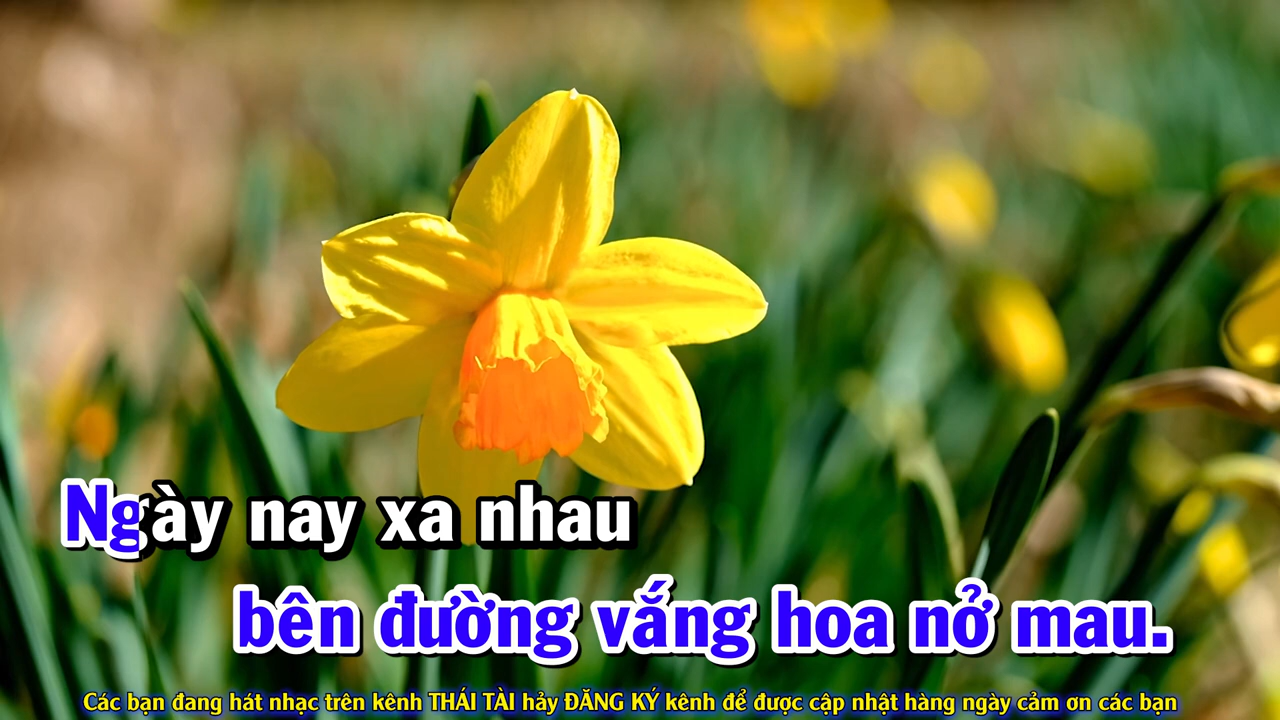 Ngày nay xa nhau
bên đường vắng hoa nở mau.
Các bạn đang hát nhạc trên kênh THÁI TÀI hảy ĐĂNG KÝ kênh để được cập nhật hàng ngày cảm ơn các bạn